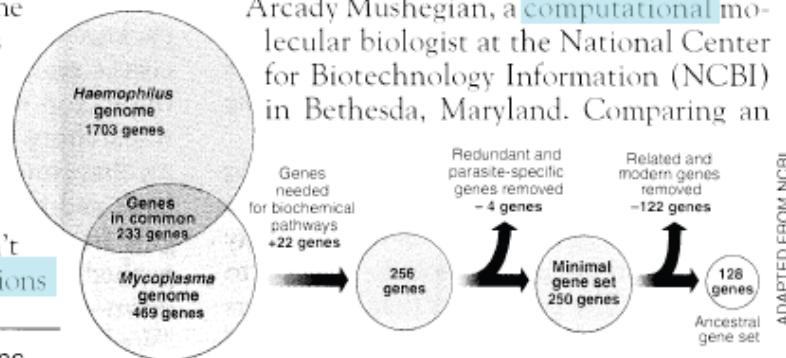 Arcady Mushegian, a computational mo-
lecular biologist at the National Center
for Biotechnology Information (NCBI)
in Bethesda, Maryland. Comparing an
Haemophilus
genome
1703 genes
Genes
in common
233 genes
Mycoplasma
genome
469 genes
Genes
needed
for biochemical
pathways
+22 genes
256
genes
Redundant and
parasite-specific
genes removed
– 4 genes
Minimal
gene set
250 genes
Related and
modern genes
removed
–122 genes
128
genes
Ancestral
gene set
ADAPTED FROM NCBI
't
ions